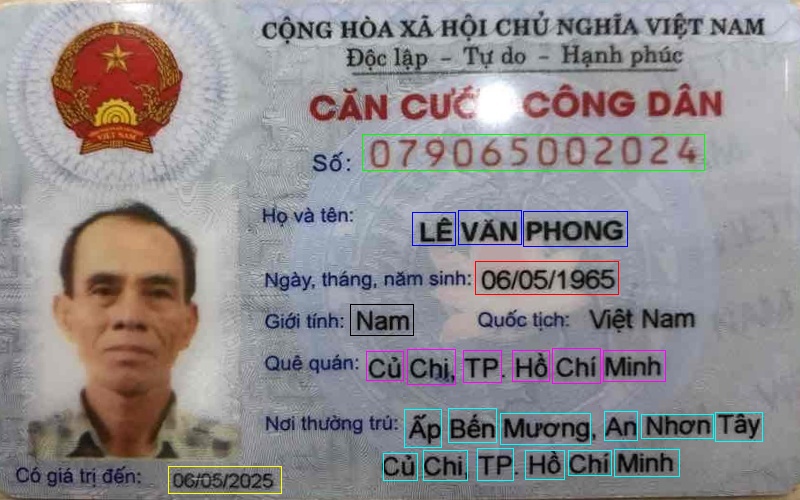 CỘNG HÒA XÃ HỘI CHỦ NGHĨA VIỆT NAM
Độc lập - Tự do - Hạnh phúc
CĂN CƯỚC CÔNG DÂN
Số: 079065002024
Họ và tên: LÊ VĂN PHONG
Ngày, tháng, năm sinh: 06/05/1965
Giới tính: Nam Quốc tịch: Việt Nam
Quê quán: Củ Chi, TP. Hồ Chí Minh
Nơi thường trú: Ấp Bến Mương, An Nhơn Tây
Củ Chi, TP. Hồ Chí Minh
Có giá trị đến: 06/05/2025